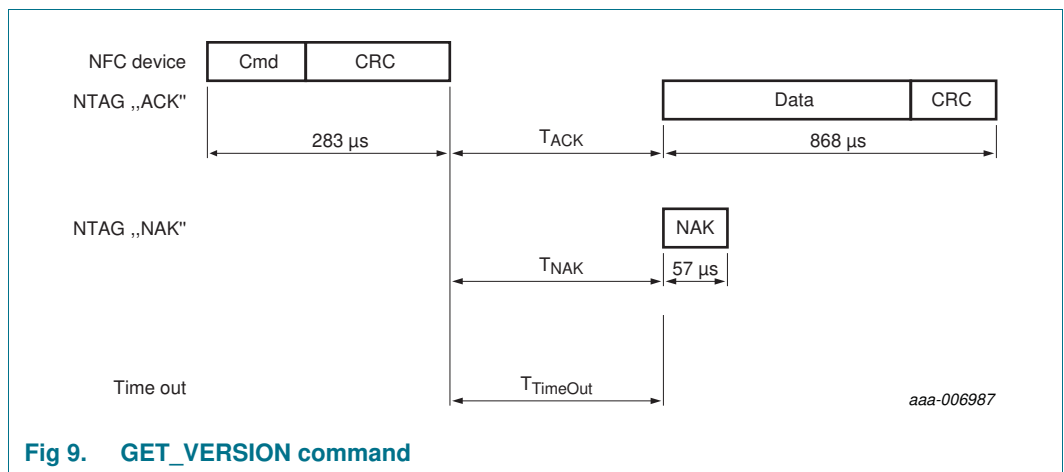 NFC device Cmd CRC
NTAG ,,ACK" Data CRC
283 µs TACK 868 µs
NTAG ,,NAK" NAK
TNAK 57 µs
Time out TTimeOut aaa-006987
Fig 9. GET_VERSION command